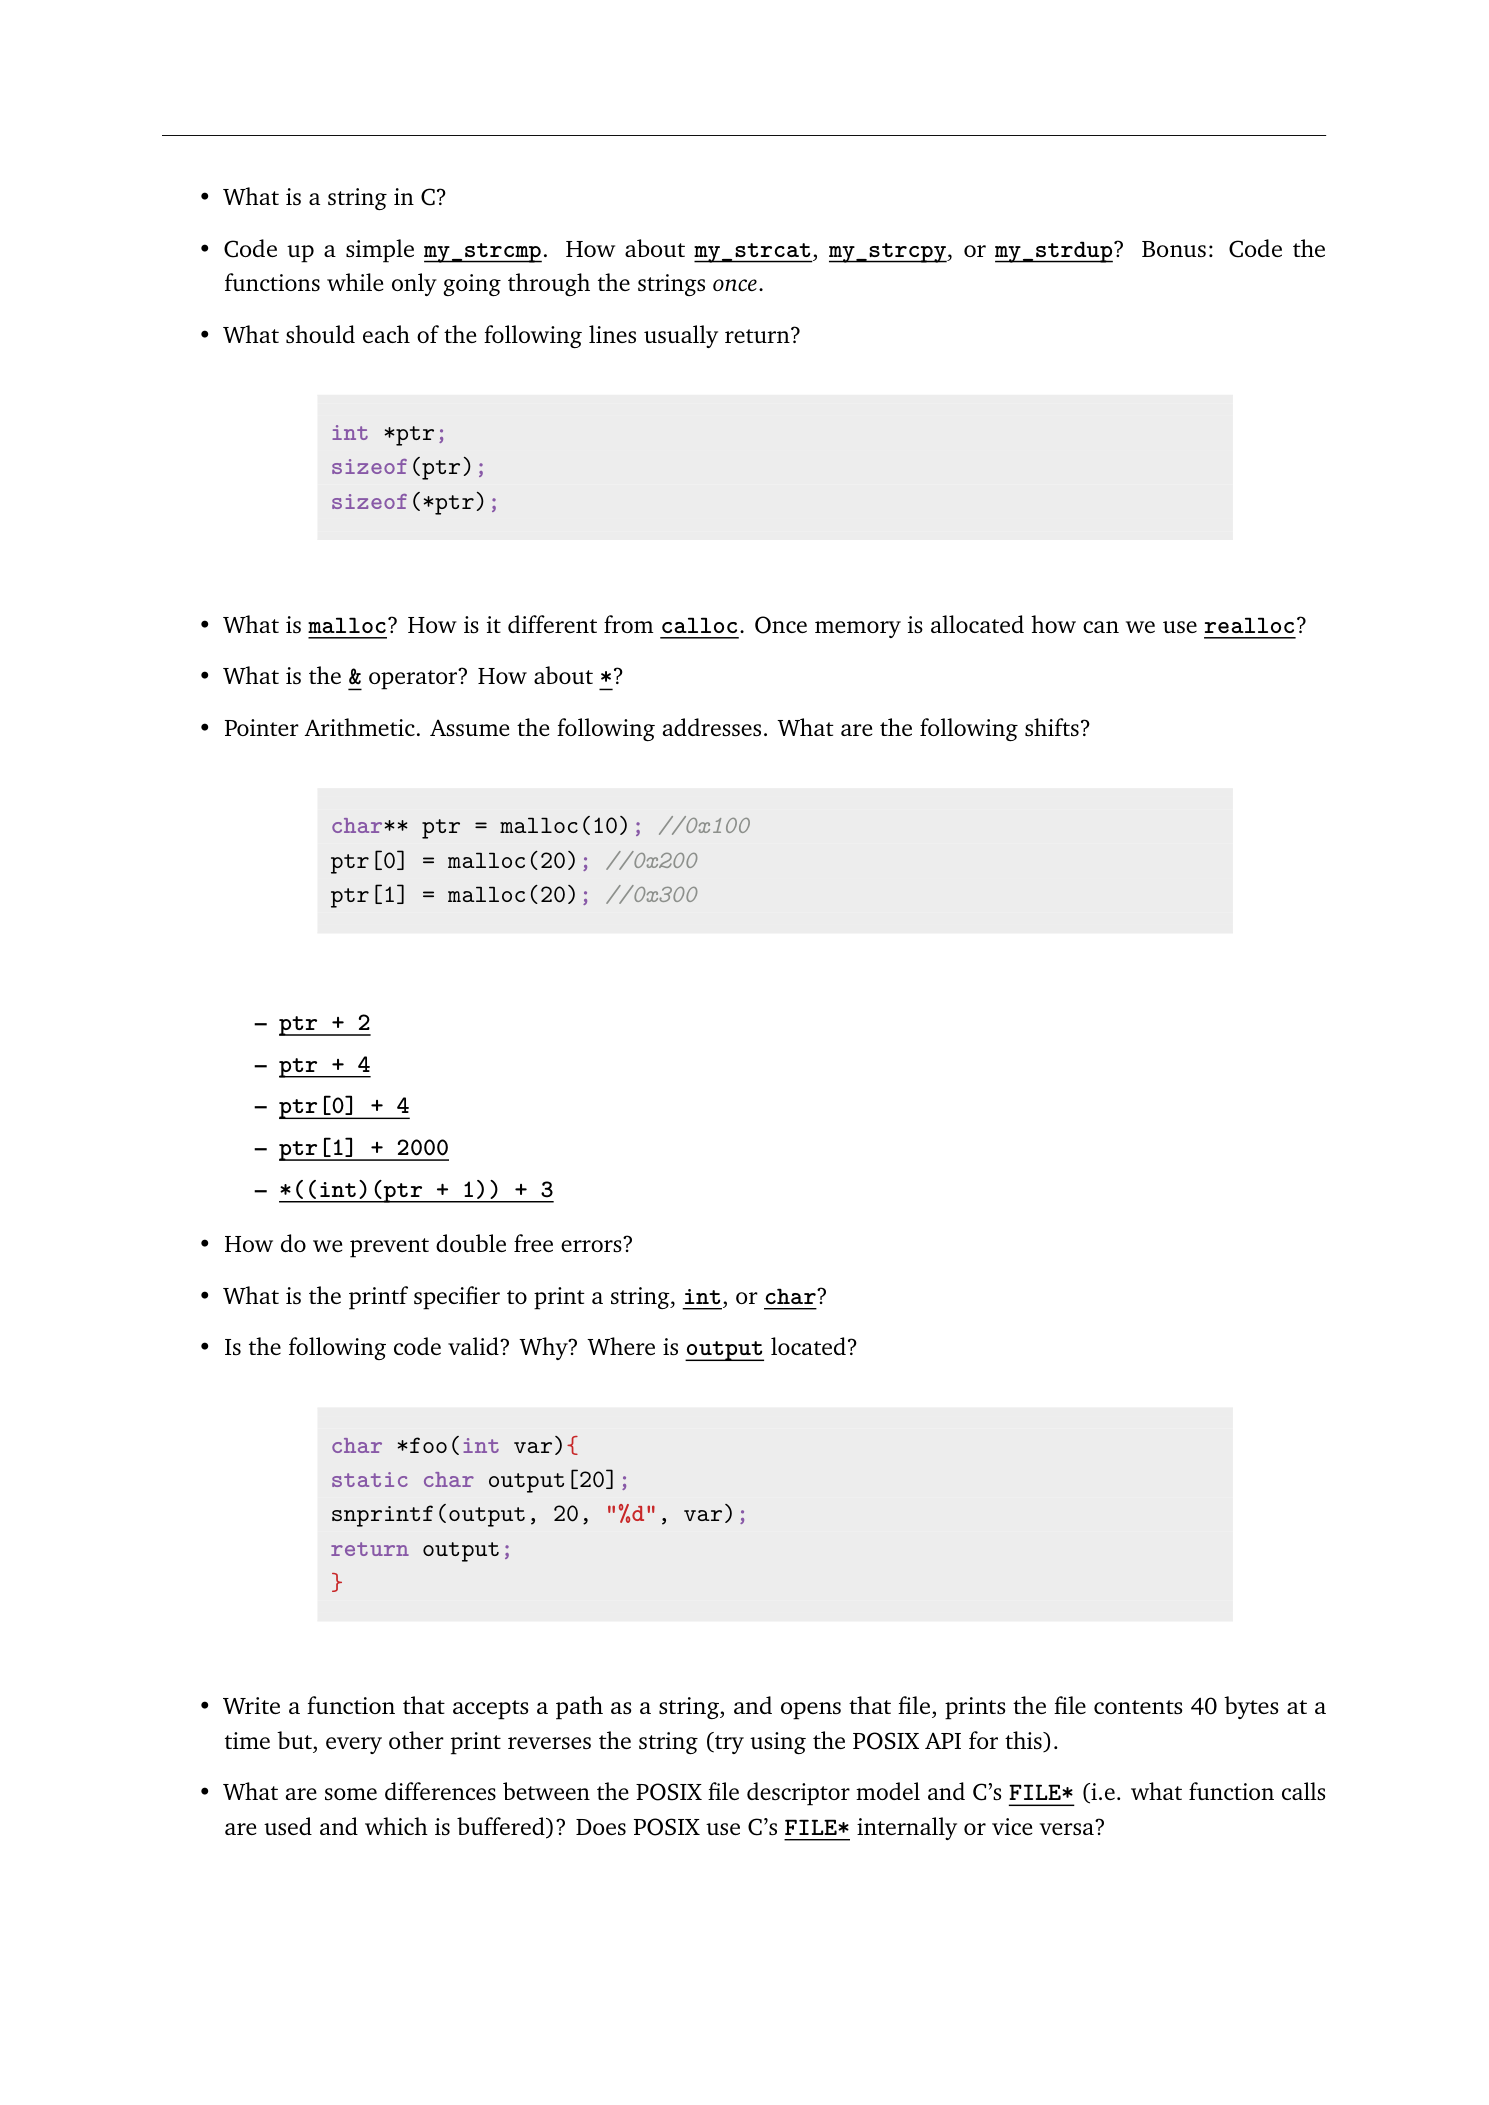 • What is a string in C?
• Code up a simple my_strcmp. How about my_strcat, my_strcpy, or my_strdup? Bonus: Code the
functions while only going through the strings once.
• What should each of the following lines usually return?
int *ptr;
sizeof(ptr);
sizeof(*ptr);
• What is malloc? How is it different from calloc. Once memory is allocated how can we use realloc?
• What is the & operator? How about *?
• Pointer Arithmetic. Assume the following addresses. What are the following shifts?
char** ptr = malloc(10); //0x100
ptr[0] = malloc(20); //0x200
ptr[1] = malloc(20); //0x300
– ptr + 2
– ptr + 4
– ptr[0] + 4
– ptr[1] + 2000
– *((int)(ptr + 1)) + 3
• How do we prevent double free errors?
• What is the printf specifier to print a string, int, or char?
• Is the following code valid? Why? Where is output located?
char *foo(int var){
static char output[20];
snprintf(output, 20, "%d", var);
return output;
}
• Write a function that accepts a path as a string, and opens that file, prints the file contents 40 bytes at a
time but, every other print reverses the string (try using the POSIX API for this).
• What are some differences between the POSIX file descriptor model and C's FILE* (i.e. what function calls
are used and which is buffered)? Does POSIX use C's FILE* internally or vice versa?